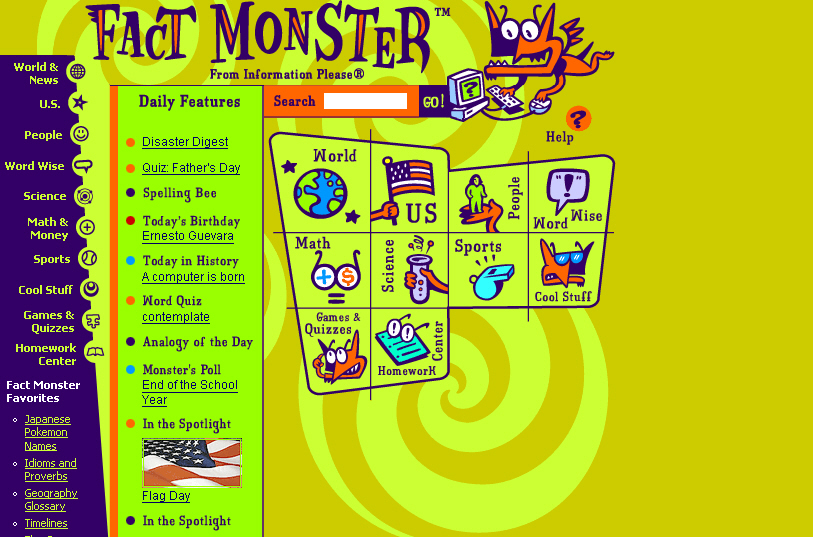 FACT MONSTER™
From Information Please®
World &
News
U.S.
People
Word Wise
Science
Math &
Money
Sports
Cool Stuff
Games &
Quizzes
Homework
Center
Fact Monster
Favorites
Japanese
Pokemon
Names
Idioms and
Proverbs
Geography
Glossary
Timelines
Daily Features
Disaster Digest
Quiz: Father's Day
Spelling Bee
Today's Birthday
Ernesto Guevara
Today in History
A computer is born
Word Quiz
contemplate
Analogy of the Day
Monster's Poll
End of the School
Year
In the Spotlight
Flag Day
In the Spotlight
Search
GO!
?
?
Help
World
US
People
!
Word Wise
Math
+ $
=
Science
Sports
Cool Stuff
Games &
Quizzes
Homework
Center